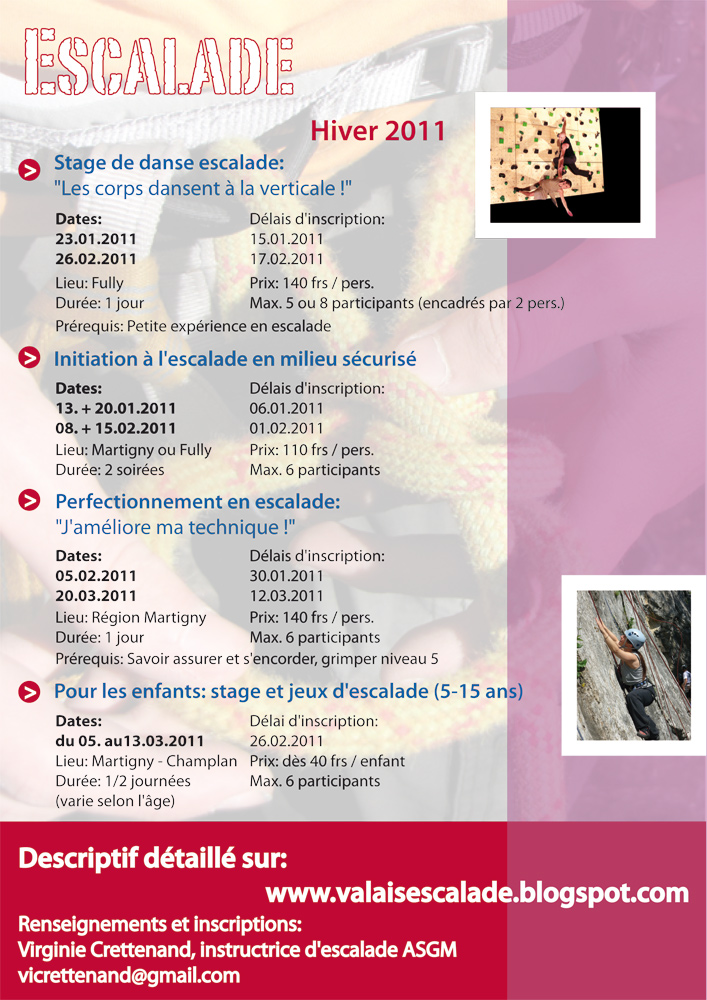 ESCALADE
Hiver 2011
> Stage de danse escalade:
"Les corps dansent à la verticale !"
Dates: Délais d'inscription:
23.01.2011 15.01.2011
26.02.2011 17.02.2011
Lieu: Fully Prix: 140 frs / pers.
Durée: 1 jour Max. 5 ou 8 participants (encadrés par 2 pers.)
Prérequis: Petite expérience en escalade
> Initiation à l'escalade en milieu sécurisé
Dates: Délais d'inscription:
13. + 20.01.2011 06.01.2011
08. + 15.02.2011 01.02.2011
Lieu: Martigny ou Fully Prix: 110 frs / pers.
Durée: 2 soirées Max. 6 participants
> Perfectionnement en escalade:
"J'améliore ma technique !"
Dates: Délais d'inscription:
05.02.2011 30.01.2011
20.03.2011 12.03.2011
Lieu: Région Martigny Prix: 140 frs / pers.
Durée: 1 jour Max. 6 participants
Prérequis: Savoir assurer et s'encorder, grimper niveau 5
> Pour les enfants: stage et jeux d'escalade (5-15 ans)
Dates: Délai d'inscription:
du 05. au13.03.2011 26.02.2011
Lieu: Martigny - Champlan Prix: dès 40 frs / enfant
Durée: 1/2 journées Max. 6 participants
(varie selon l'âge)
Descriptif détaillé sur:
www.valaisescalade.blogspot.com
Renseignements et inscriptions:
Virginie Crettenand, instructrice d'escalade ASGM
vicrettenand@gmail.com